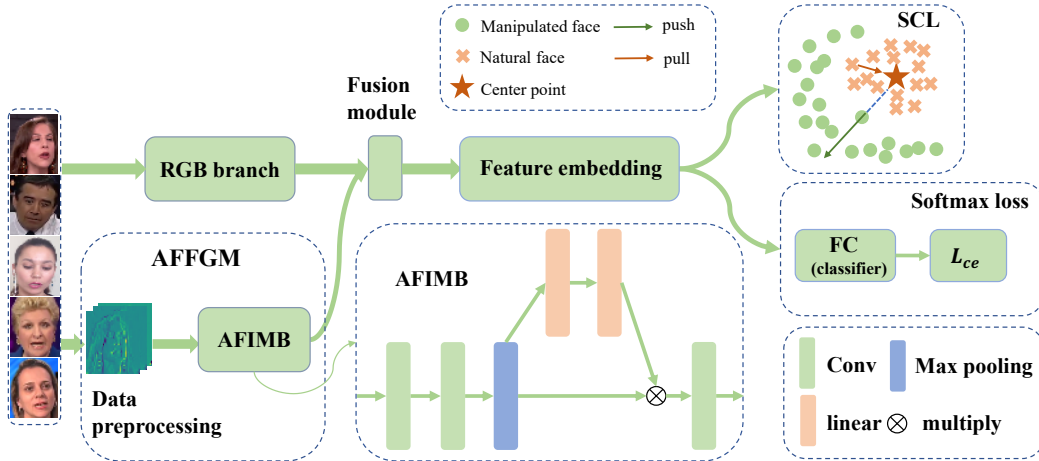 Manipulated face
push
Natural face
pull
Center point
SCL
Fusion
module
RGB branch
Feature embedding
Softmax loss
FC
(classifier)
L_ce
AFFGM
AFIMB
Data
preprocessing
AFIMB
Conv
Max pooling
linear
multiply